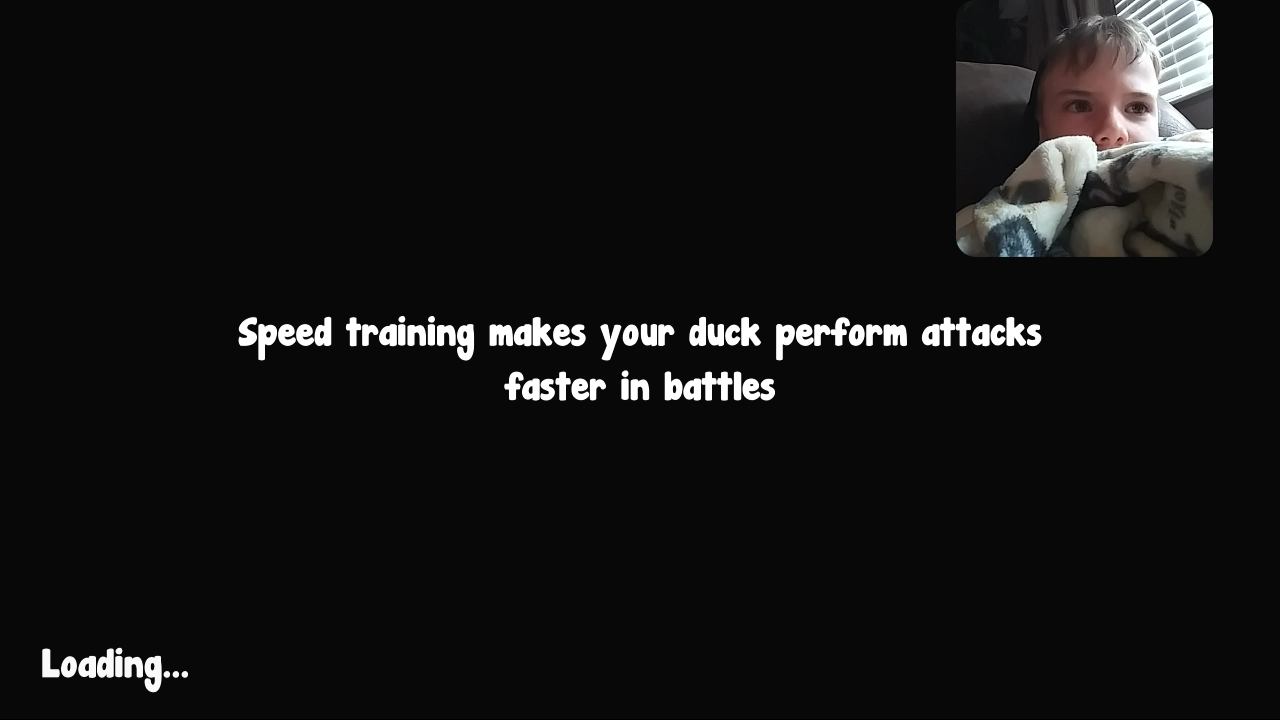 Speed training makes your duck perform attacks
faster in battles
Loading...